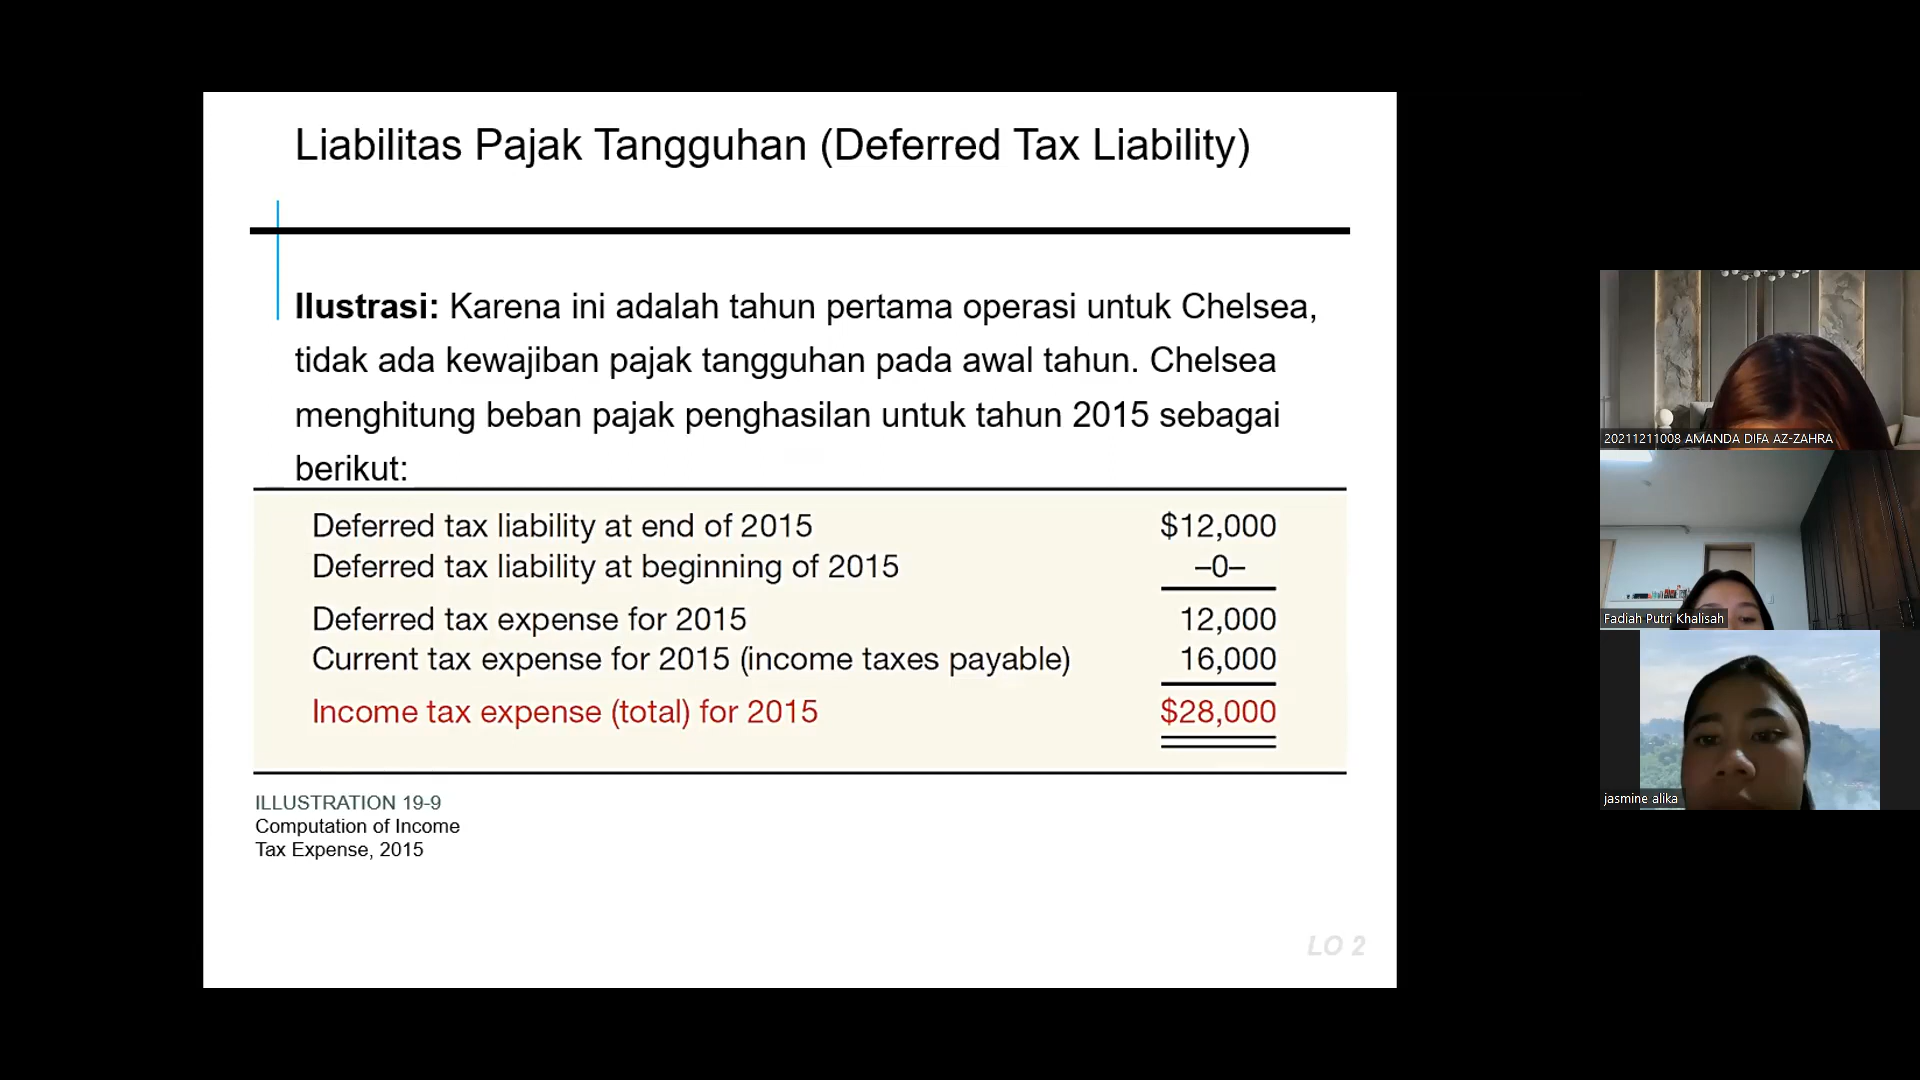 Liabilitas Pajak Tangguhan (Deferred Tax Liability)
Ilustrasi: Karena ini adalah tahun pertama operasi untuk Chelsea,
tidak ada kewajiban pajak tangguhan pada awal tahun. Chelsea
menghitung beban pajak penghasilan untuk tahun 2015 sebagai
berikut:
Deferred tax liability at end of 2015 $12,000
Deferred tax liability at beginning of 2015 –0–
Deferred tax expense for 2015 12,000
Current tax expense for 2015 (income taxes payable) 16,000
Income tax expense (total) for 2015 $28,000
ILLUSTRATION 19-9
Computation of Income
Tax Expense, 2015
LO 2
20211211008 AMANDA DIFA AZ-ZAHRA
Fadiah Putri Khalisah
jasmine alika